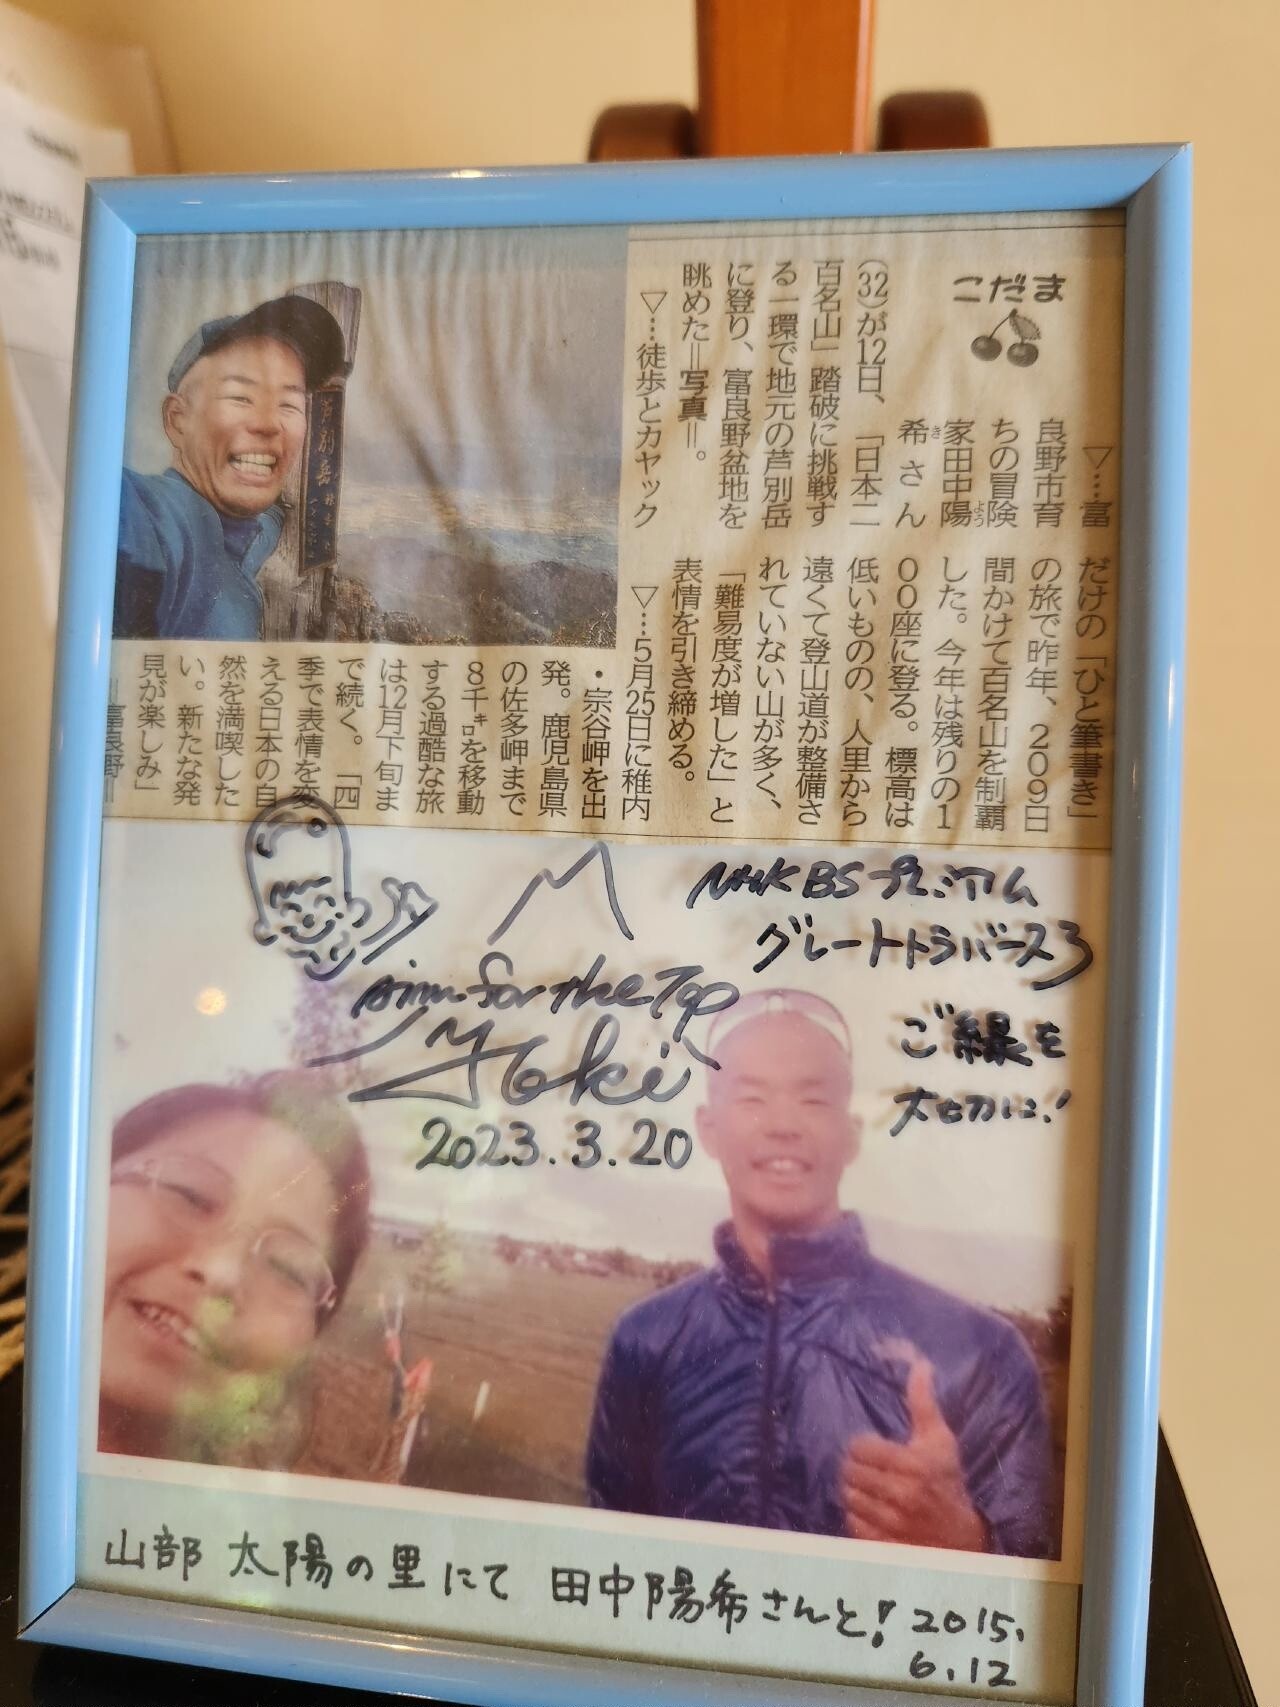 こだま
▽…富
良野市育
ちの冒険
家田中陽
希さん
(32)が12日、「日本二
百名山」踏破に挑戦す
る一環で地元の芦別岳
に登り、富良野盆地を
眺めた＝写真＝。
▽…徒歩とカヤック
だけの「ひと筆書き」
の旅で昨年、209日
間かけて百名山を制覇
した。今年は残りの1
00座に登る。標高は
低いものの、人里から
遠くて登山道が整備さ
れていない山が多く、
「難易度が増した」と
表情を引き締める。
▽…5月25日に稚内
・宗谷岬を出
発。鹿児島県
の佐多岬まで
8千㌔を移動
する過酷な旅
は12月下旬ま
で続く。「四
季で表情を変
える日本の自
然を満喫した
い。新たな発
見が楽しみ」
＝富良野＝
よう
き
芦別岳
NHK BSプレミアム
グレートトラバース3
ご縁を
大切に!
aim for the Top
Yoki
2023.3.20
山部 太陽の里にて 田中陽希さんと! 2015.
6.12